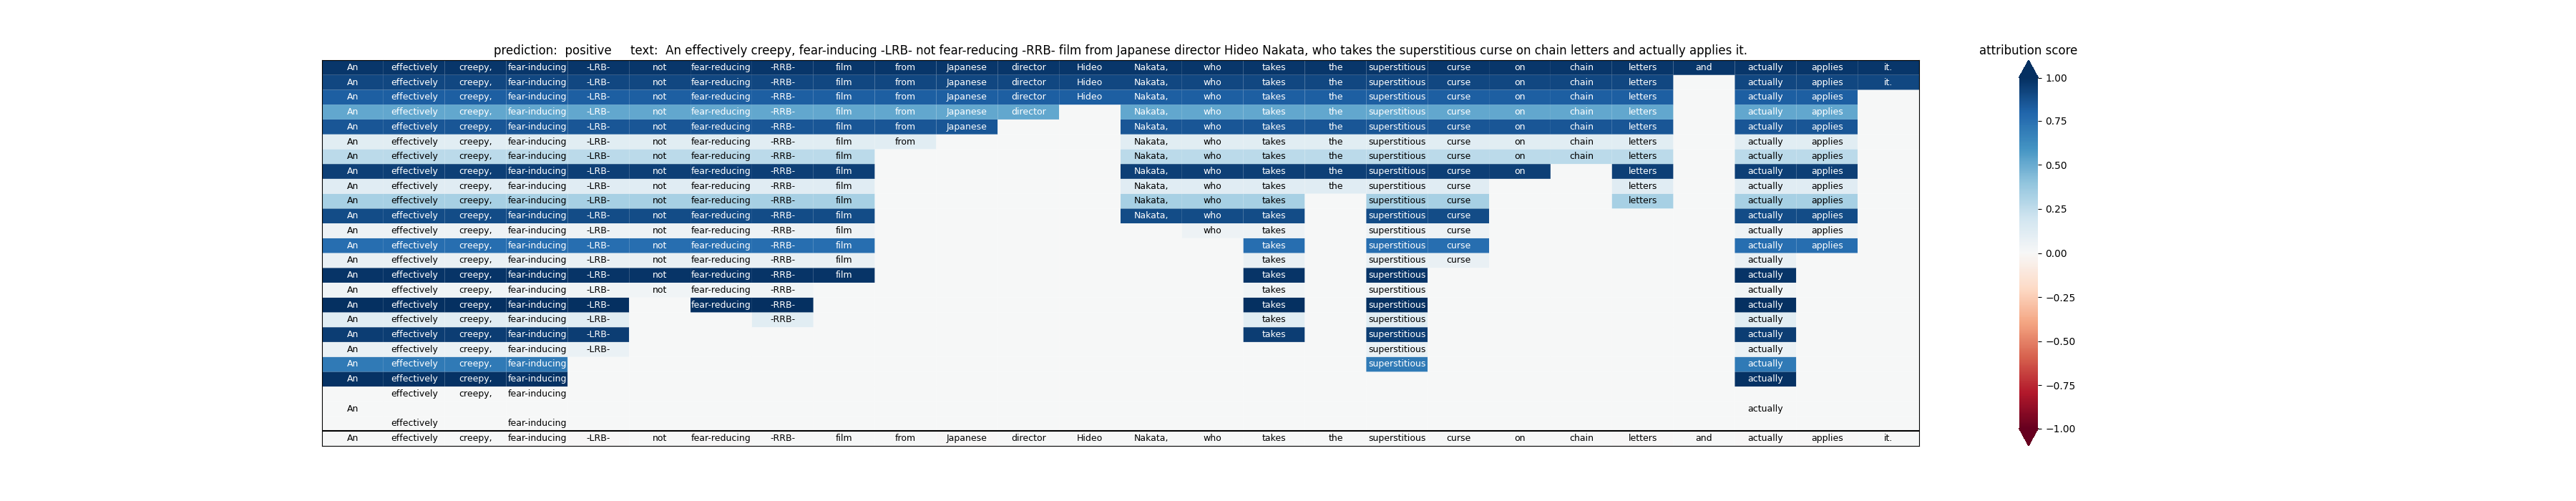 prediction: positive text: An effectively creepy, fear-inducing -LRB- not fear-reducing -RRB- film from Japanese director Hideo Nakata, who takes the superstitious curse on chain letters and actually applies it.
attribution score
An effectively creepy, fear-inducing -LRB- not fear-reducing -RRB- film from Japanese director Hideo Nakata, who takes the superstitious curse on chain letters and actually applies it.
An effectively creepy, fear-inducing -LRB- not fear-reducing -RRB- film from Japanese director Hideo Nakata, who takes the superstitious curse on chain letters actually applies it.
An effectively creepy, fear-inducing -LRB- not fear-reducing -RRB- film from Japanese director Hideo Nakata, who takes the superstitious curse on chain letters actually applies
An effectively creepy, fear-inducing -LRB- not fear-reducing -RRB- film from Japanese director Nakata, who takes the superstitious curse on chain letters actually applies
An effectively creepy, fear-inducing -LRB- not fear-reducing -RRB- film from Japanese Nakata, who takes the superstitious curse on chain letters actually applies
An effectively creepy, fear-inducing -LRB- not fear-reducing -RRB- film from Nakata, who takes the superstitious curse on chain letters actually applies
An effectively creepy, fear-inducing -LRB- not fear-reducing -RRB- film Nakata, who takes the superstitious curse on chain letters actually applies
An effectively creepy, fear-inducing -LRB- not fear-reducing -RRB- film Nakata, who takes the superstitious curse on letters actually applies
An effectively creepy, fear-inducing -LRB- not fear-reducing -RRB- film Nakata, who takes the superstitious curse letters actually applies
An effectively creepy, fear-inducing -LRB- not fear-reducing -RRB- film Nakata, who takes superstitious curse letters actually applies
An effectively creepy, fear-inducing -LRB- not fear-reducing -RRB- film Nakata, who takes superstitious curse actually applies
An effectively creepy, fear-inducing -LRB- not fear-reducing -RRB- film who takes superstitious curse actually applies
An effectively creepy, fear-inducing -LRB- not fear-reducing -RRB- film takes superstitious curse actually applies
An effectively creepy, fear-inducing -LRB- not fear-reducing -RRB- film takes superstitious curse actually
An effectively creepy, fear-inducing -LRB- not fear-reducing -RRB- film takes superstitious actually
An effectively creepy, fear-inducing -LRB- not fear-reducing -RRB- takes superstitious actually
An effectively creepy, fear-inducing -LRB- fear-reducing -RRB- takes superstitious actually
An effectively creepy, fear-inducing -LRB- -RRB- takes superstitious actually
An effectively creepy, fear-inducing -LRB- takes superstitious actually
An effectively creepy, fear-inducing -LRB- superstitious actually
An effectively creepy, fear-inducing superstitious actually
An effectively creepy, fear-inducing actually
effectively creepy, fear-inducing
An actually
effectively fear-inducing
An effectively creepy, fear-inducing -LRB- not fear-reducing -RRB- film from Japanese director Hideo Nakata, who takes the superstitious curse on chain letters and actually applies it.
1.00
0.75
0.50
0.25
0.00
−0.25
−0.50
−0.75
−1.00